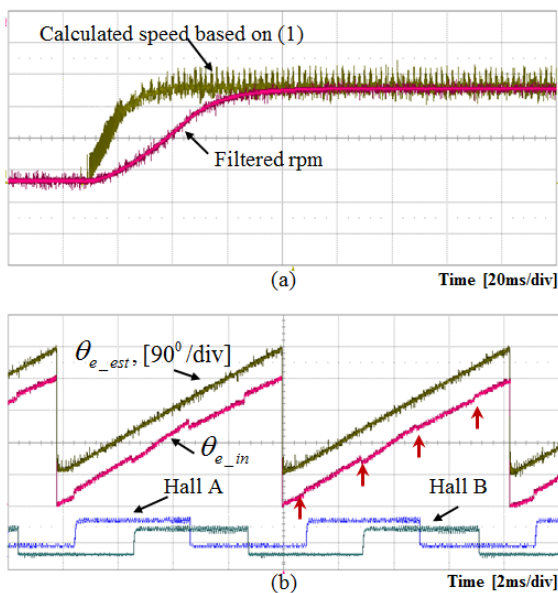 Calculated speed based on (1)
Filtered rpm
(a)
Time [20ms/div]
θe_est, [90⁰/div]
θe_in
Hall A
Hall B
(b)
Time [2ms/div]